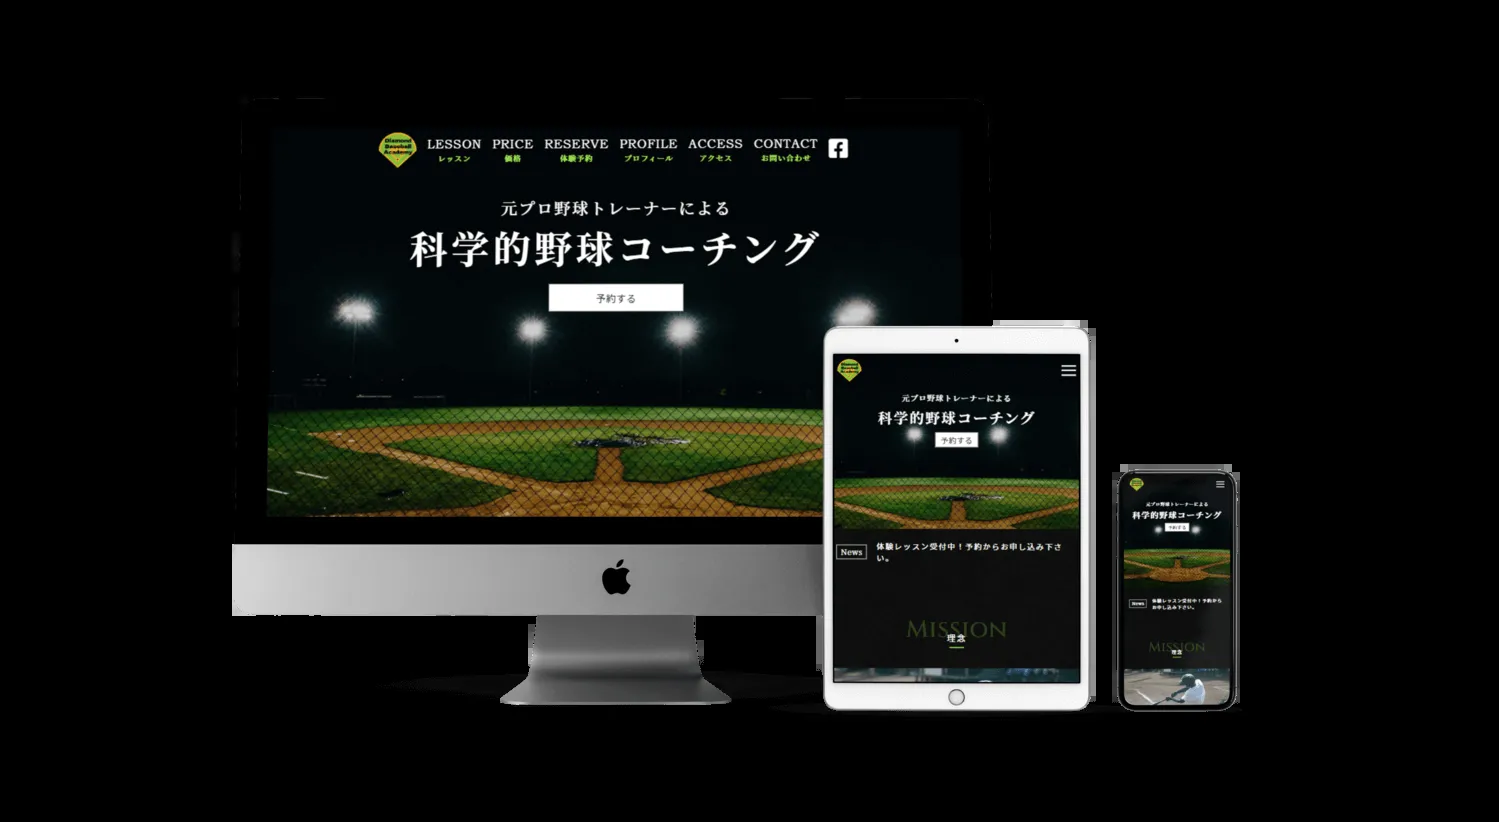 Diamond
Baseball
Academy
LESSON
レッスン
PRICE
価格
RESERVE
体験予約
PROFILE
プロフィール
ACCESS
アクセス
CONTACT
お問い合わせ
元プロ野球トレーナーによる
科学的野球コーチング
予約する
Diamond
Baseball
Academy
元プロ野球トレーナーによる
科学的野球コーチング
予約する
News
体験レッスン受付中！予約からお申し込み下さ
い。
MISSION
理念
元プロ野球トレーナーによる
科学的野球コーチング
予約する
News
体験レッスン受付中！予約から
お申し込み下さい。
MISSION
理念